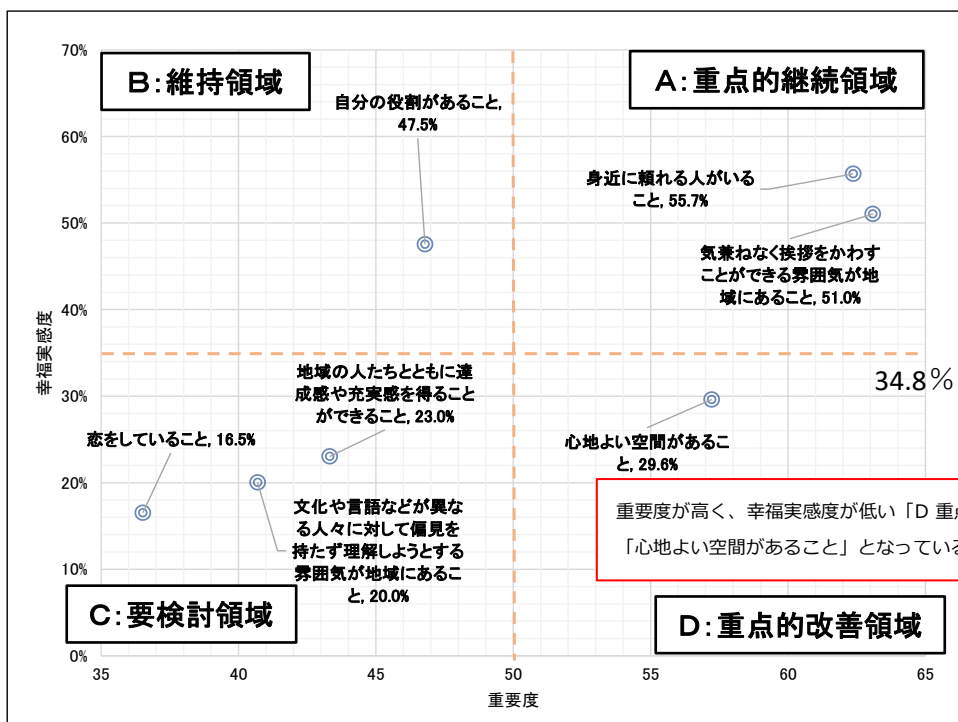 70%
B:維持領域
A:重点的継続領域
自分の役割があること,
47.5%
60%
身近に頼れる人がいる
こと, 55.7%
50%
気兼ねなく挨拶をかわす
ことができる雰囲気が地
域にあること, 51.0%
40%
幸福実感度
34.8%
地域の人たちとともに達
成感や充実感を得ること
ができること, 23.0%
30%
恋をしていること, 16.5%
心地よい空間があるこ
と, 29.6%
20%
文化や言語などが異な
る人々に対して偏見を
持たず理解しようとする
雰囲気が地域にあるこ
と, 20.0%
重要度が高く、幸福実感度が低い「D 重点
「心地よい空間があること」となっている
10%
C:要検討領域
D:重点的改善領域
0%
35 40 45 50 55 60 65
重要度